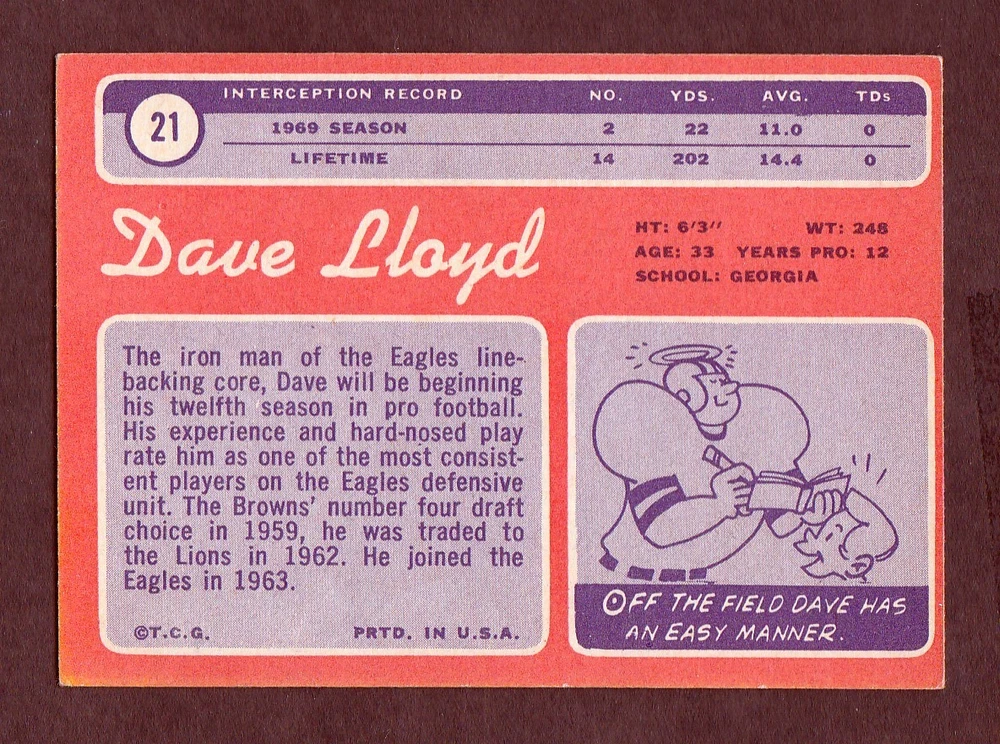 INTERCEPTION RECORD NO. YDS. AVG. TDs
21
1969 SEASON 2 22 11.0 0
LIFETIME 14 202 14.4 0
Dave Lloyd
HT: 6'3" WT: 248
AGE: 33 YEARS PRO: 12
SCHOOL: GEORGIA
The iron man of the Eagles line-
backing core, Dave will be beginning
his twelfth season in pro football.
His experience and hard-nosed play
rate him as one of the most consist-
ent players on the Eagles defensive
unit. The Browns' number four draft
choice in 1959, he was traded to
the Lions in 1962. He joined the
Eagles in 1963.
©T.C.G. PRTD. IN U.S.A.
OFF THE FIELD DAVE HAS
AN EASY MANNER.